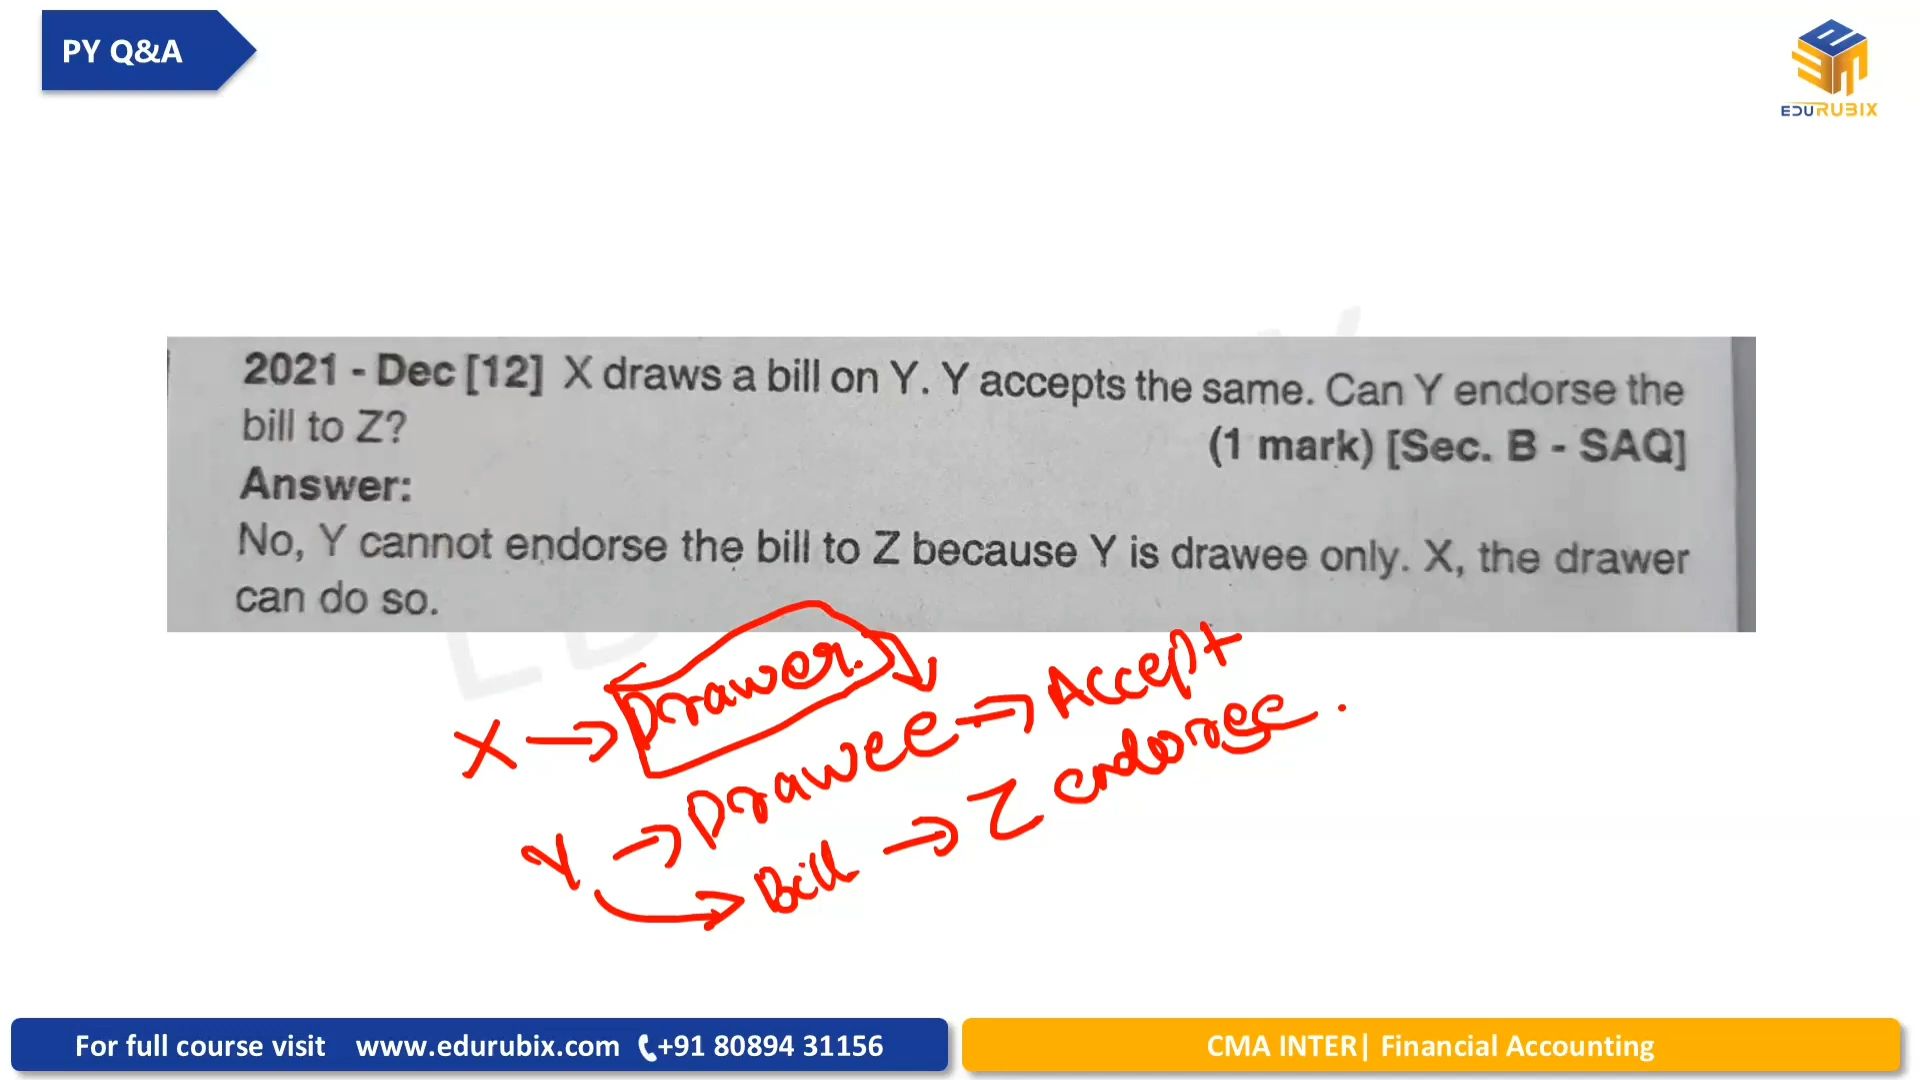 PY Q&A
EDURUBIX
2021 - Dec [12] X draws a bill on Y. Y accepts the same. Can Y endorse the
bill to Z?
(1 mark) [Sec. B - SAQ]
Answer:
No, Y cannot endorse the bill to Z because Y is drawee only. X, the drawer
can do so.
X → Drawer.
Y → Drawee → Accept
Bill → Z endorse.
For full course visit www.edurubix.com +91 80894 31156
CMA INTER| Financial Accounting